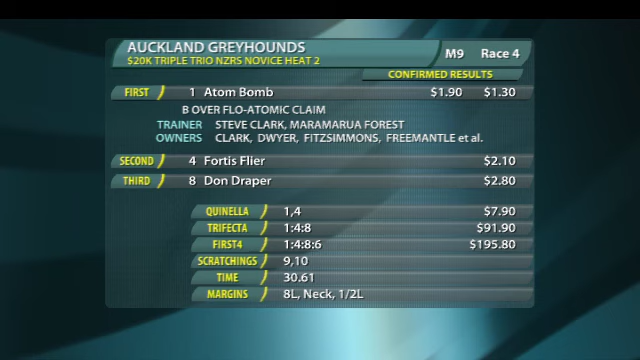 AUCKLAND GREYHOUNDS
$20K TRIPLE TRIO NZRS NOVICE HEAT 2
M9 Race 4
CONFIRMED RESULTS
FIRST 1 Atom Bomb $1.90 $1.30
B OVER FLO-ATOMIC CLAIM
TRAINER STEVE CLARK, MARAMARUA FOREST
OWNERS CLARK, DWYER, FITZSIMMONS, FREEMANTLE et al.
SECOND 4 Fortis Flier $2.10
THIRD 8 Don Draper $2.80
QUINELLA 1,4 $7.90
TRIFECTA 1:4:8 $91.90
FIRST4 1:4:8:6 $195.80
SCRATCHINGS 9,10
TIME 30.61
MARGINS 8L, Neck, 1/2L